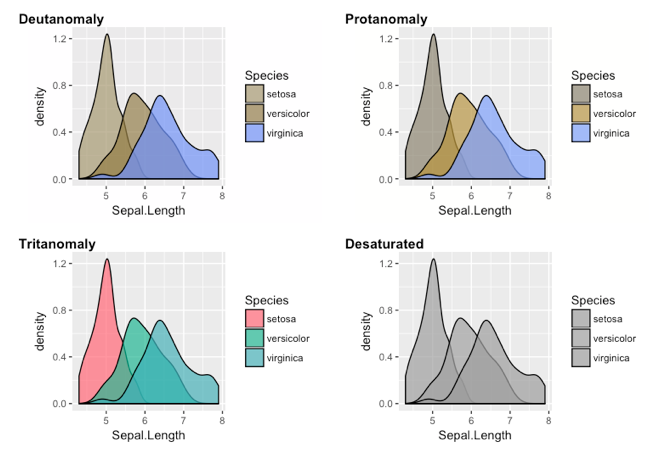 Deutanomaly
1.2
0.8
0.4
0.0
density
5 6 7 8
Sepal.Length
Species
setosa
versicolor
virginica
Protanomaly
1.2
0.8
0.4
0.0
density
5 6 7 8
Sepal.Length
Species
setosa
versicolor
virginica
Tritanomaly
1.2
0.8
0.4
0.0
density
5 6 7 8
Sepal.Length
Species
setosa
versicolor
virginica
Desaturated
1.2
0.8
0.4
0.0
density
5 6 7 8
Sepal.Length
Species
setosa
versicolor
virginica